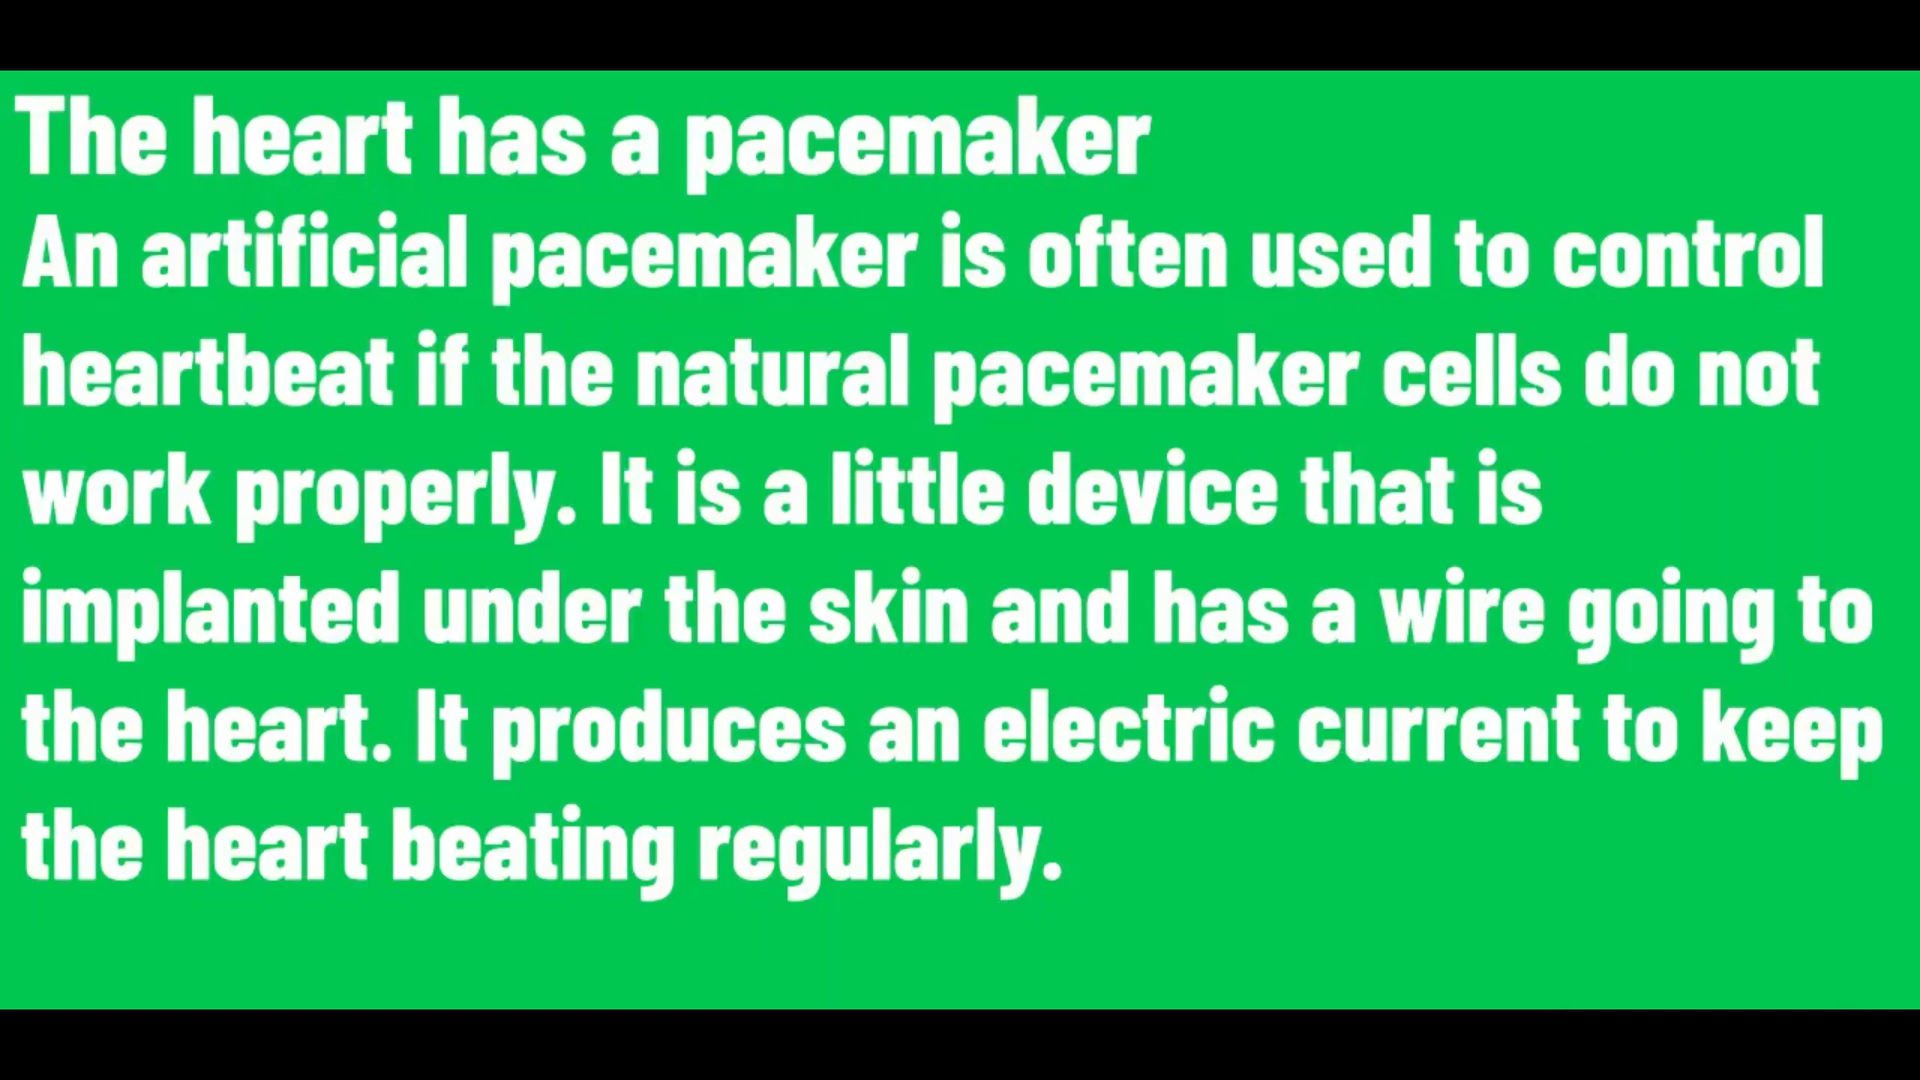 The heart has a pacemaker
An artificial pacemaker is often used to control
heartbeat if the natural pacemaker cells do not
work properly. It is a little device that is
implanted under the skin and has a wire going to
the heart. It produces an electric current to keep
the heart beating regularly.